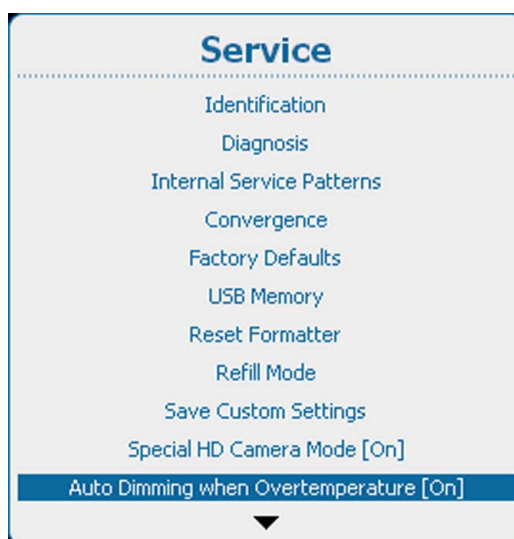 Service
Identification
Diagnosis
Internal Service Patterns
Convergence
Factory Defaults
USB Memory
Reset Formatter
Refill Mode
Save Custom Settings
Special HD Camera Mode [On]
Auto Dimming when Overtemperature [On]